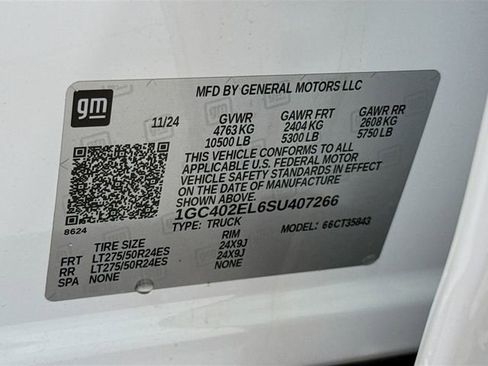 MFD BY GENERAL MOTORS LLC
gm
11/24 GVWR GAWR FRT GAWR RR
4763 KG 2404 KG 2608 KG
10500 LB 5300 LB 5750 LB
THIS VEHICLE CONFORMS TO ALL
APPLICABLE U.S. FEDERAL MOTOR
VEHICLE SAFETY STANDARDS IN EFFECT
ON THE DATE OF MANUFACTURE
SHOWN ABOVE.
8624 1GC402EL6SU407266
TYPE: TRUCK MODEL: 66CT35843
TIRE SIZE RIM
FRT LT275/50R24ES 24X9J
RR LT275/50R24ES 24X9J
SPA NONE NONE